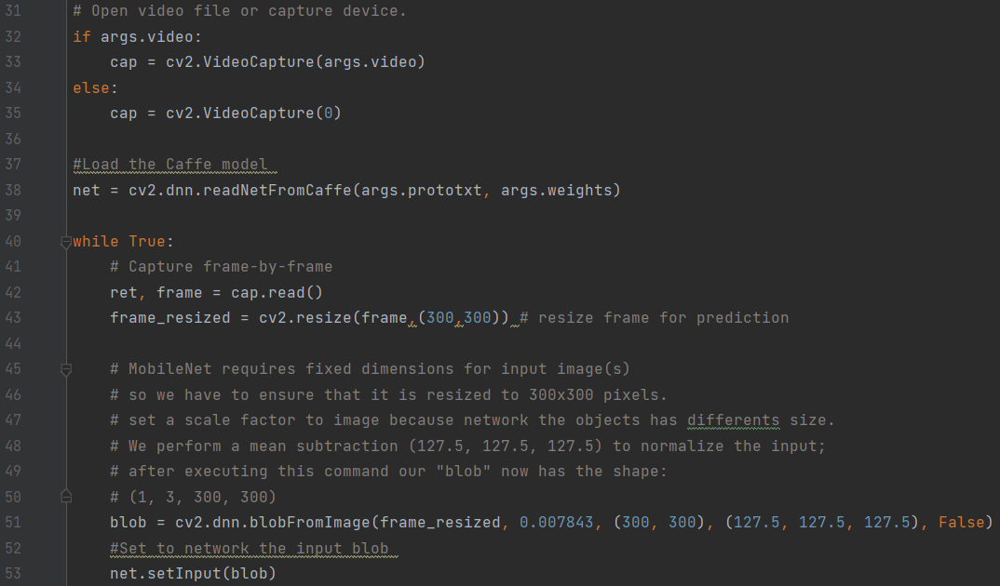 31 # Open video file or capture device.
32 if args.video:
33     cap = cv2.VideoCapture(args.video)
34 else:
35     cap = cv2.VideoCapture(0)
36
37 #Load the Caffe model
38 net = cv2.dnn.readNetFromCaffe(args.prototxt, args.weights)
39
40 while True:
41     # Capture frame-by-frame
42     ret, frame = cap.read()
43     frame_resized = cv2.resize(frame,(300,300)) # resize frame for prediction
44
45     # MobileNet requires fixed dimensions for input image(s)
46     # so we have to ensure that it is resized to 300x300 pixels.
47     # set a scale factor to image because network the objects has differents size.
48     # We perform a mean subtraction (127.5, 127.5, 127.5) to normalize the input;
49     # after executing this command our "blob" now has the shape:
50     # (1, 3, 300, 300)
51     blob = cv2.dnn.blobFromImage(frame_resized, 0.007843, (300, 300), (127.5, 127.5, 127.5), False)
52     #Set to network the input blob
53     net.setInput(blob)